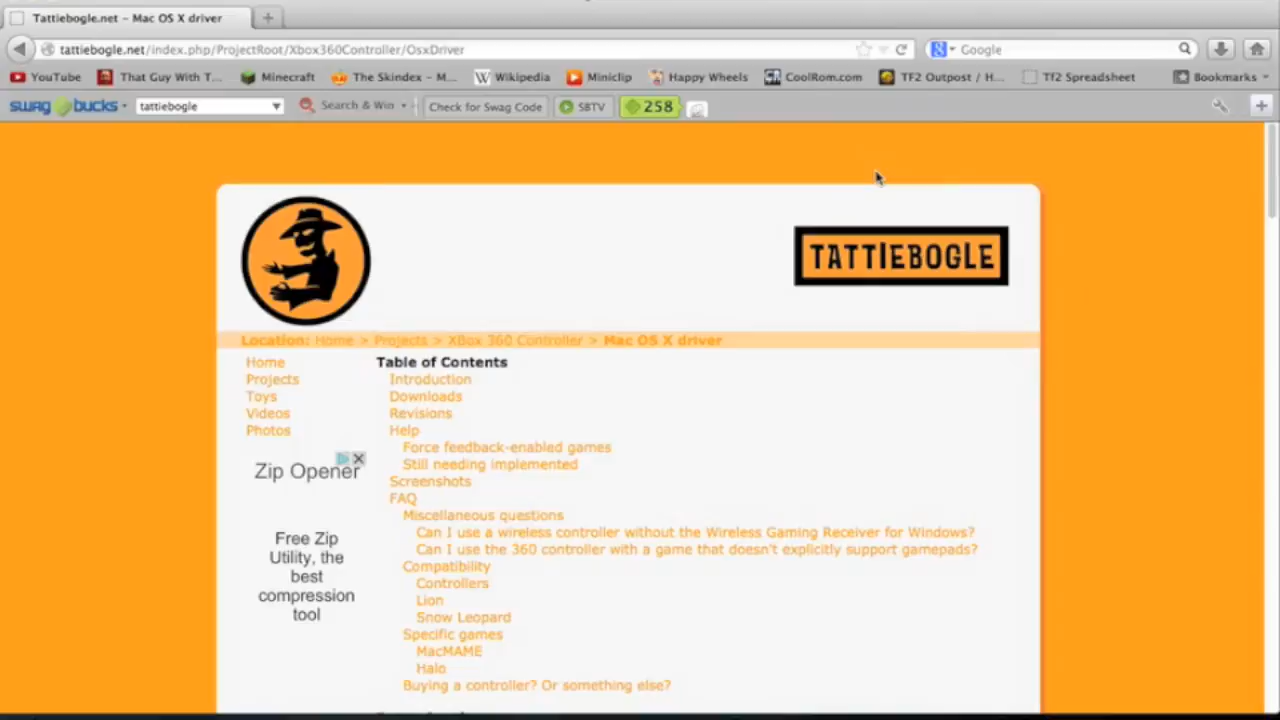 Tattiebogle.net – Mac OS X driver
tattiebogle.net/index.php/ProjectRoot/Xbox360Controller/OsxDriver
Google
YouTube That Guy With T... Minecraft The Skindex – M... Wikipedia Miniclip Happy Wheels CoolRom.com TF2 Outpost / H... Tf2 Spreadsheet Bookmarks
swag bucks tattiebogle Search & Win Check for Swag Code SBTV 258
TATTIEBOGLE
Location: Home > Projects > XBox 360 Controller > Mac OS X driver
Home
Projects
Toys
Videos
Photos
Zip Opener
Free Zip
Utility, the
best
compression
tool
Table of Contents
Introduction
Downloads
Revisions
Help
Force feedback-enabled games
Still needing implemented
Screenshots
FAQ
Miscellaneous questions
Can I use a wireless controller without the Wireless Gaming Receiver for Windows?
Can I use the 360 controller with a game that doesn't explicitly support gamepads?
Compatibility
Controllers
Lion
Snow Leopard
Specific games
MacMAME
Halo
Buying a controller? Or something else?